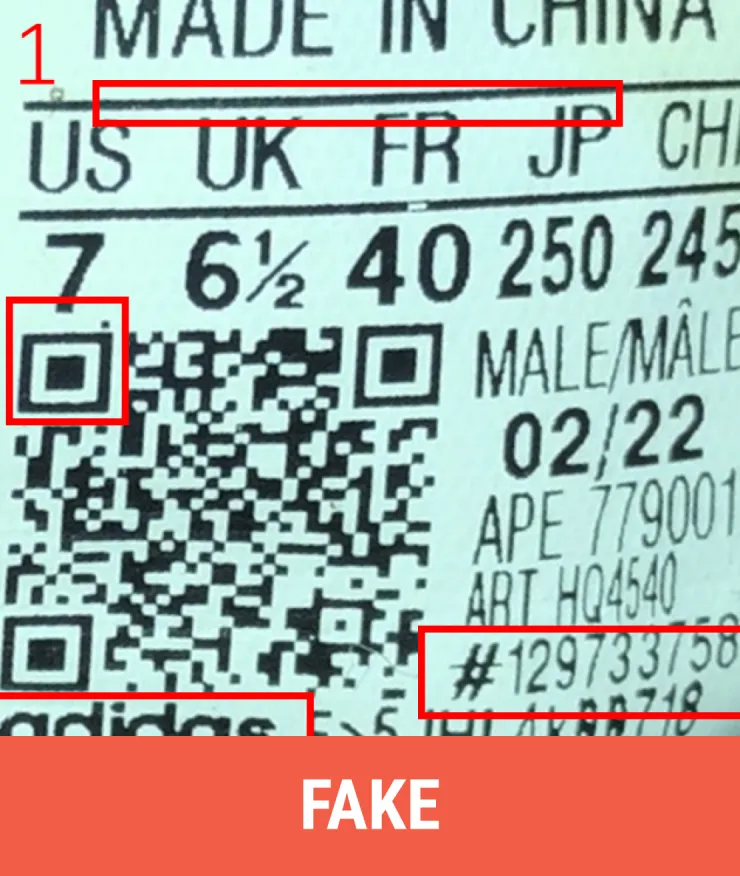 1
MADE IN CHINA
US UK FR JP CH
7 6½ 40 250 245
MALE/MÂLE
02/22
APE 779001
ART HQ4540
#129733758
adidas
FAKE